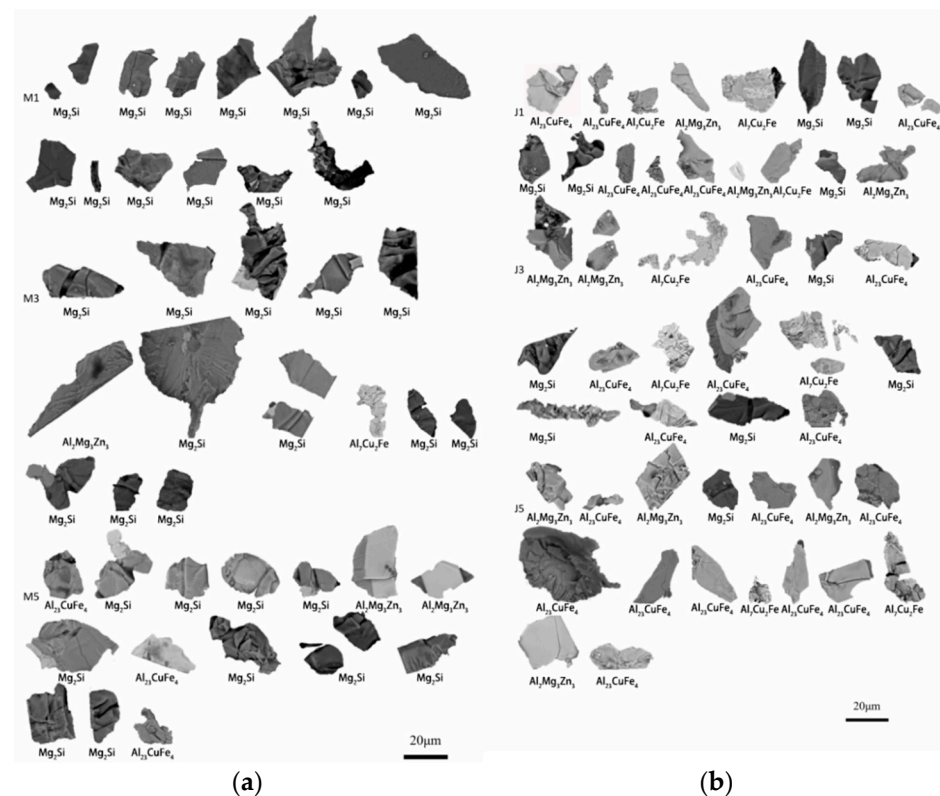 M1
Mg₂Si Mg₂Si Mg₂Si Mg₂Si Mg₂Si Mg₂Si Mg₂Si
Mg₂Si Mg₂Si Mg₂Si Mg₂Si Mg₂Si Mg₂Si
M3
Mg₂Si Mg₂Si Mg₂Si Mg₂Si Mg₂Si
Al₂Mg₃Zn₃ Mg₂Si Mg₂Si Al₇Cu₂Fe Mg₂Si Mg₂Si
Mg₂Si Mg₂Si Mg₂Si
M5
Al₂₃CuFe₄ Mg₂Si Mg₂Si Mg₂Si Mg₂Si Al₂Mg₃Zn₃ Al₂Mg₃Zn₃
Mg₂Si Al₂₃CuFe₄ Mg₂Si Mg₂Si Mg₂Si
Mg₂Si Mg₂Si Al₂₃CuFe₄
20μm
(a)
J1
Al₂₃CuFe₄ Al₂₃CuFe₄ Al₇Cu₂Fe Al₂Mg₃Zn₃ Al₇Cu₂Fe Mg₂Si Mg₂Si Al₂₃CuFe₄
Mg₂Si Mg₂Si Al₂₃CuFe₄ Al₂₃CuFe₄ Al₂₃CuFe₄ Al₂Mg₃Zn₃ Al₇Cu₂Fe Mg₂Si Al₂Mg₃Zn₃
J3
Al₂Mg₃Zn₃ Al₂Mg₃Zn₃ Al₇Cu₂Fe Al₂₃CuFe₄ Mg₂Si Al₂₃CuFe₄
Mg₂Si Al₂₃CuFe₄ Al₇Cu₂Fe Al₂₃CuFe₄ Al₇Cu₂Fe Mg₂Si
Mg₂Si Al₂₃CuFe₄ Mg₂Si Al₂₃CuFe₄
J5
Al₂Mg₃Zn₃ Al₂₃CuFe₄ Al₂Mg₃Zn₃ Mg₂Si Al₂₃CuFe₄ Al₂Mg₃Zn₃ Al₂₃CuFe₄
Al₂₃CuFe₄ Al₂₃CuFe₄ Al₂₃CuFe₄ Al₇Cu₂Fe Al₂₃CuFe₄ Al₂₃CuFe₄ Al₇Cu₂Fe
Al₂Mg₃Zn₃ Al₂₃CuFe₄
20μm
(b)